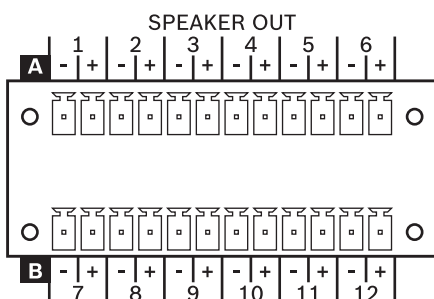 SPEAKER OUT
1 2 3 4 5 6
A - + - + - + - + - + - +
B - + - + - + - + - + - +
7 8 9 10 11 12